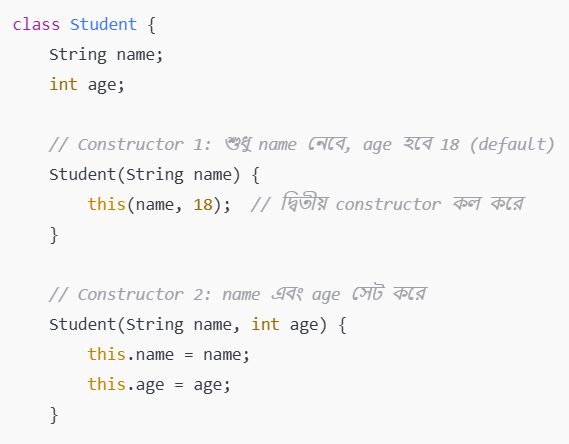 class Student {
String name;
int age;
// Constructor 1: শুধু name নেবে, age হবে 18 (default)
Student(String name) {
this(name, 18); // দ্বিতীয় constructor কল করে
}
// Constructor 2: name এবং age সেট করে
Student(String name, int age) {
this.name = name;
this.age = age;
}